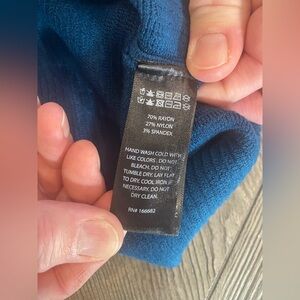 70% RAYON
27% NYLON
3% SPANDEX
HAND WASH COLD WITH
LIKE COLORS. DO NOT
BLEACH. DO NOT
TUMBLE DRY. LAY FLAT
TO DRY. COOL IRON IF
NECESSARY. DO NOT
DRY CLEAN.
RN# 166682